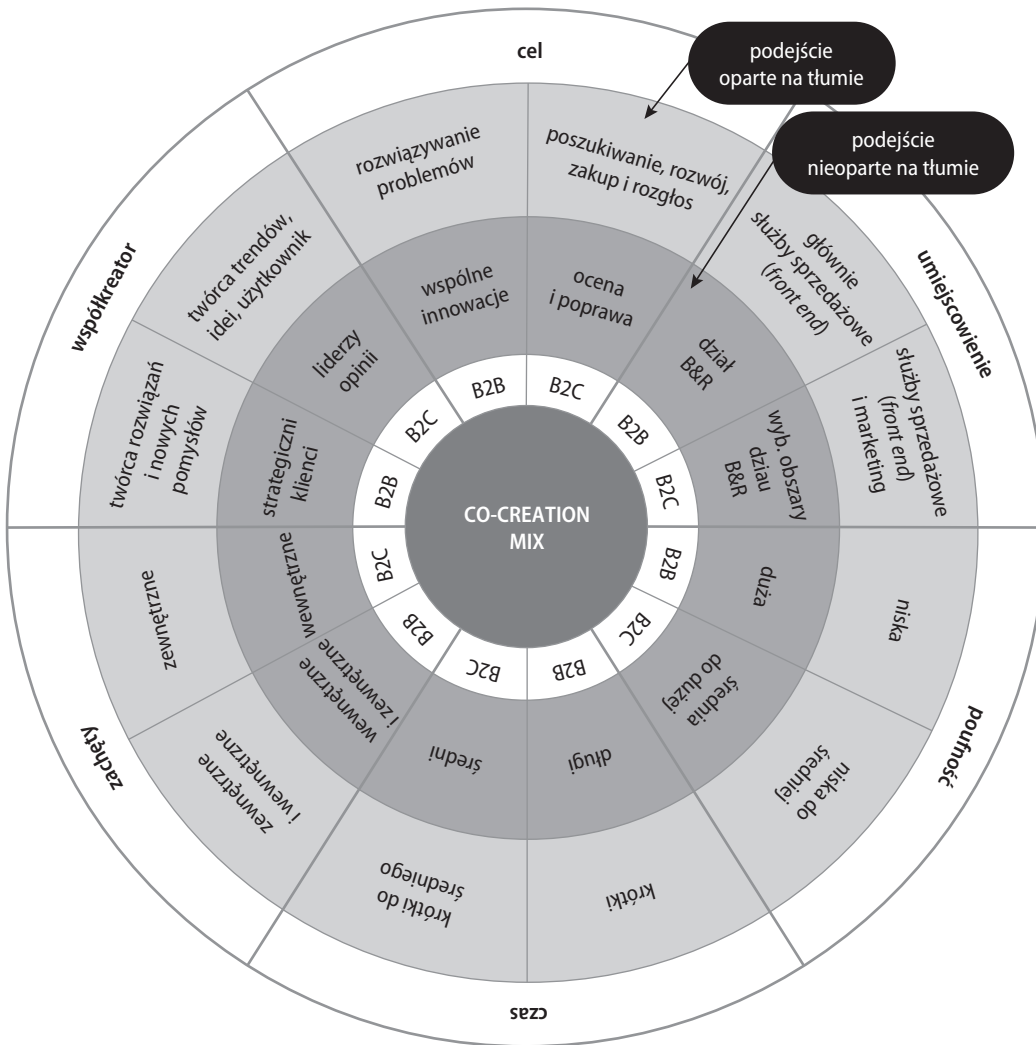 cel
podejście
oparte na tłumie
podejście
nieoparte na tłumie
rozwiązywanie
problemów
poszukiwanie, rozwój,
zakup i rozgłos
głównie
służby sprzedażowe
(front end)
umiejscowienie
służby sprzedażowe
(front end)
i marketing
współkreator
twórca trendów,
idei, użytkownik
twórca rozwiązań
i nowych
pomysłów
wspólne
innowacje
ocena
i poprawa
dział
B&R
wyb. obszary
dziau
B&R
liderzy
opinii
strategiczni
klienci
B2B
B2C
B2B
B2C
B2B
B2C
B2B
B2C
B2B
B2C
B2B
B2C
CO-CREATION
MIX
duża
niska
średnia
do dużej
niska do
średniej
poufność
długi
krótki
średni
krótki do
średniego
czas
wewnętrzne
i zewnętrzne
zewnętrzne
i wewnętrzne
wewnętrzne
zewnętrzne
zachęty